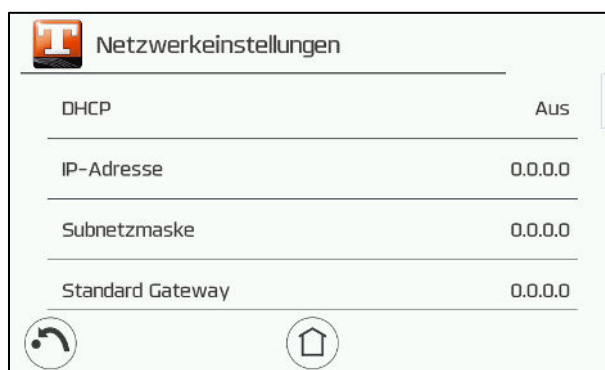 T Netzwerkeinstellungen
DHCP Aus
IP-Adresse 0.0.0.0
Subnetzmaske 0.0.0.0
Standard Gateway 0.0.0.0